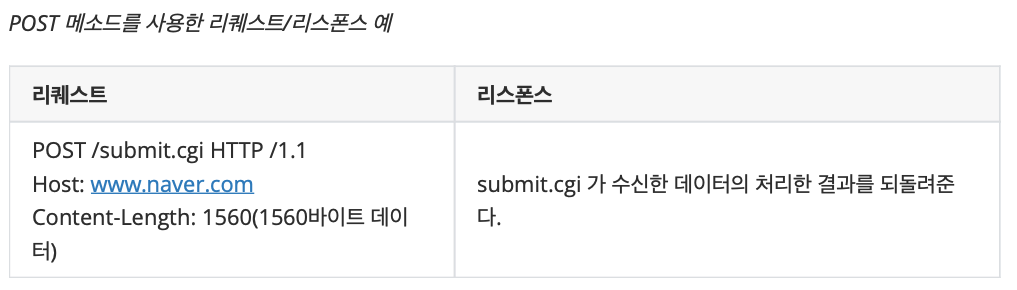 POST 메소드를 사용한 리퀘스트/리스폰스 예
리퀘스트
리스폰스
POST /submit.cgi HTTP /1.1
Host: www.naver.com
Content-Length: 1560(1560바이트 데이
터)
submit.cgi 가 수신한 데이터의 처리한 결과를 되돌려준
다.